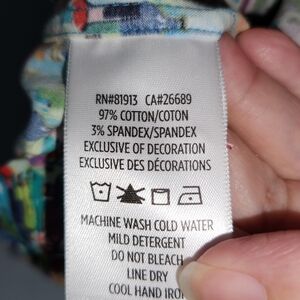 RN#81913 CA#26689
97% COTTON/COTON
3% SPANDEX/SPANDEX
EXCLUSIVE OF DECORATION
EXCLUSIVE DES DÉCORATIONS
MACHINE WASH COLD WATER
MILD DETERGENT
DO NOT BLEACH
LINE DRY
COOL HAND IRON